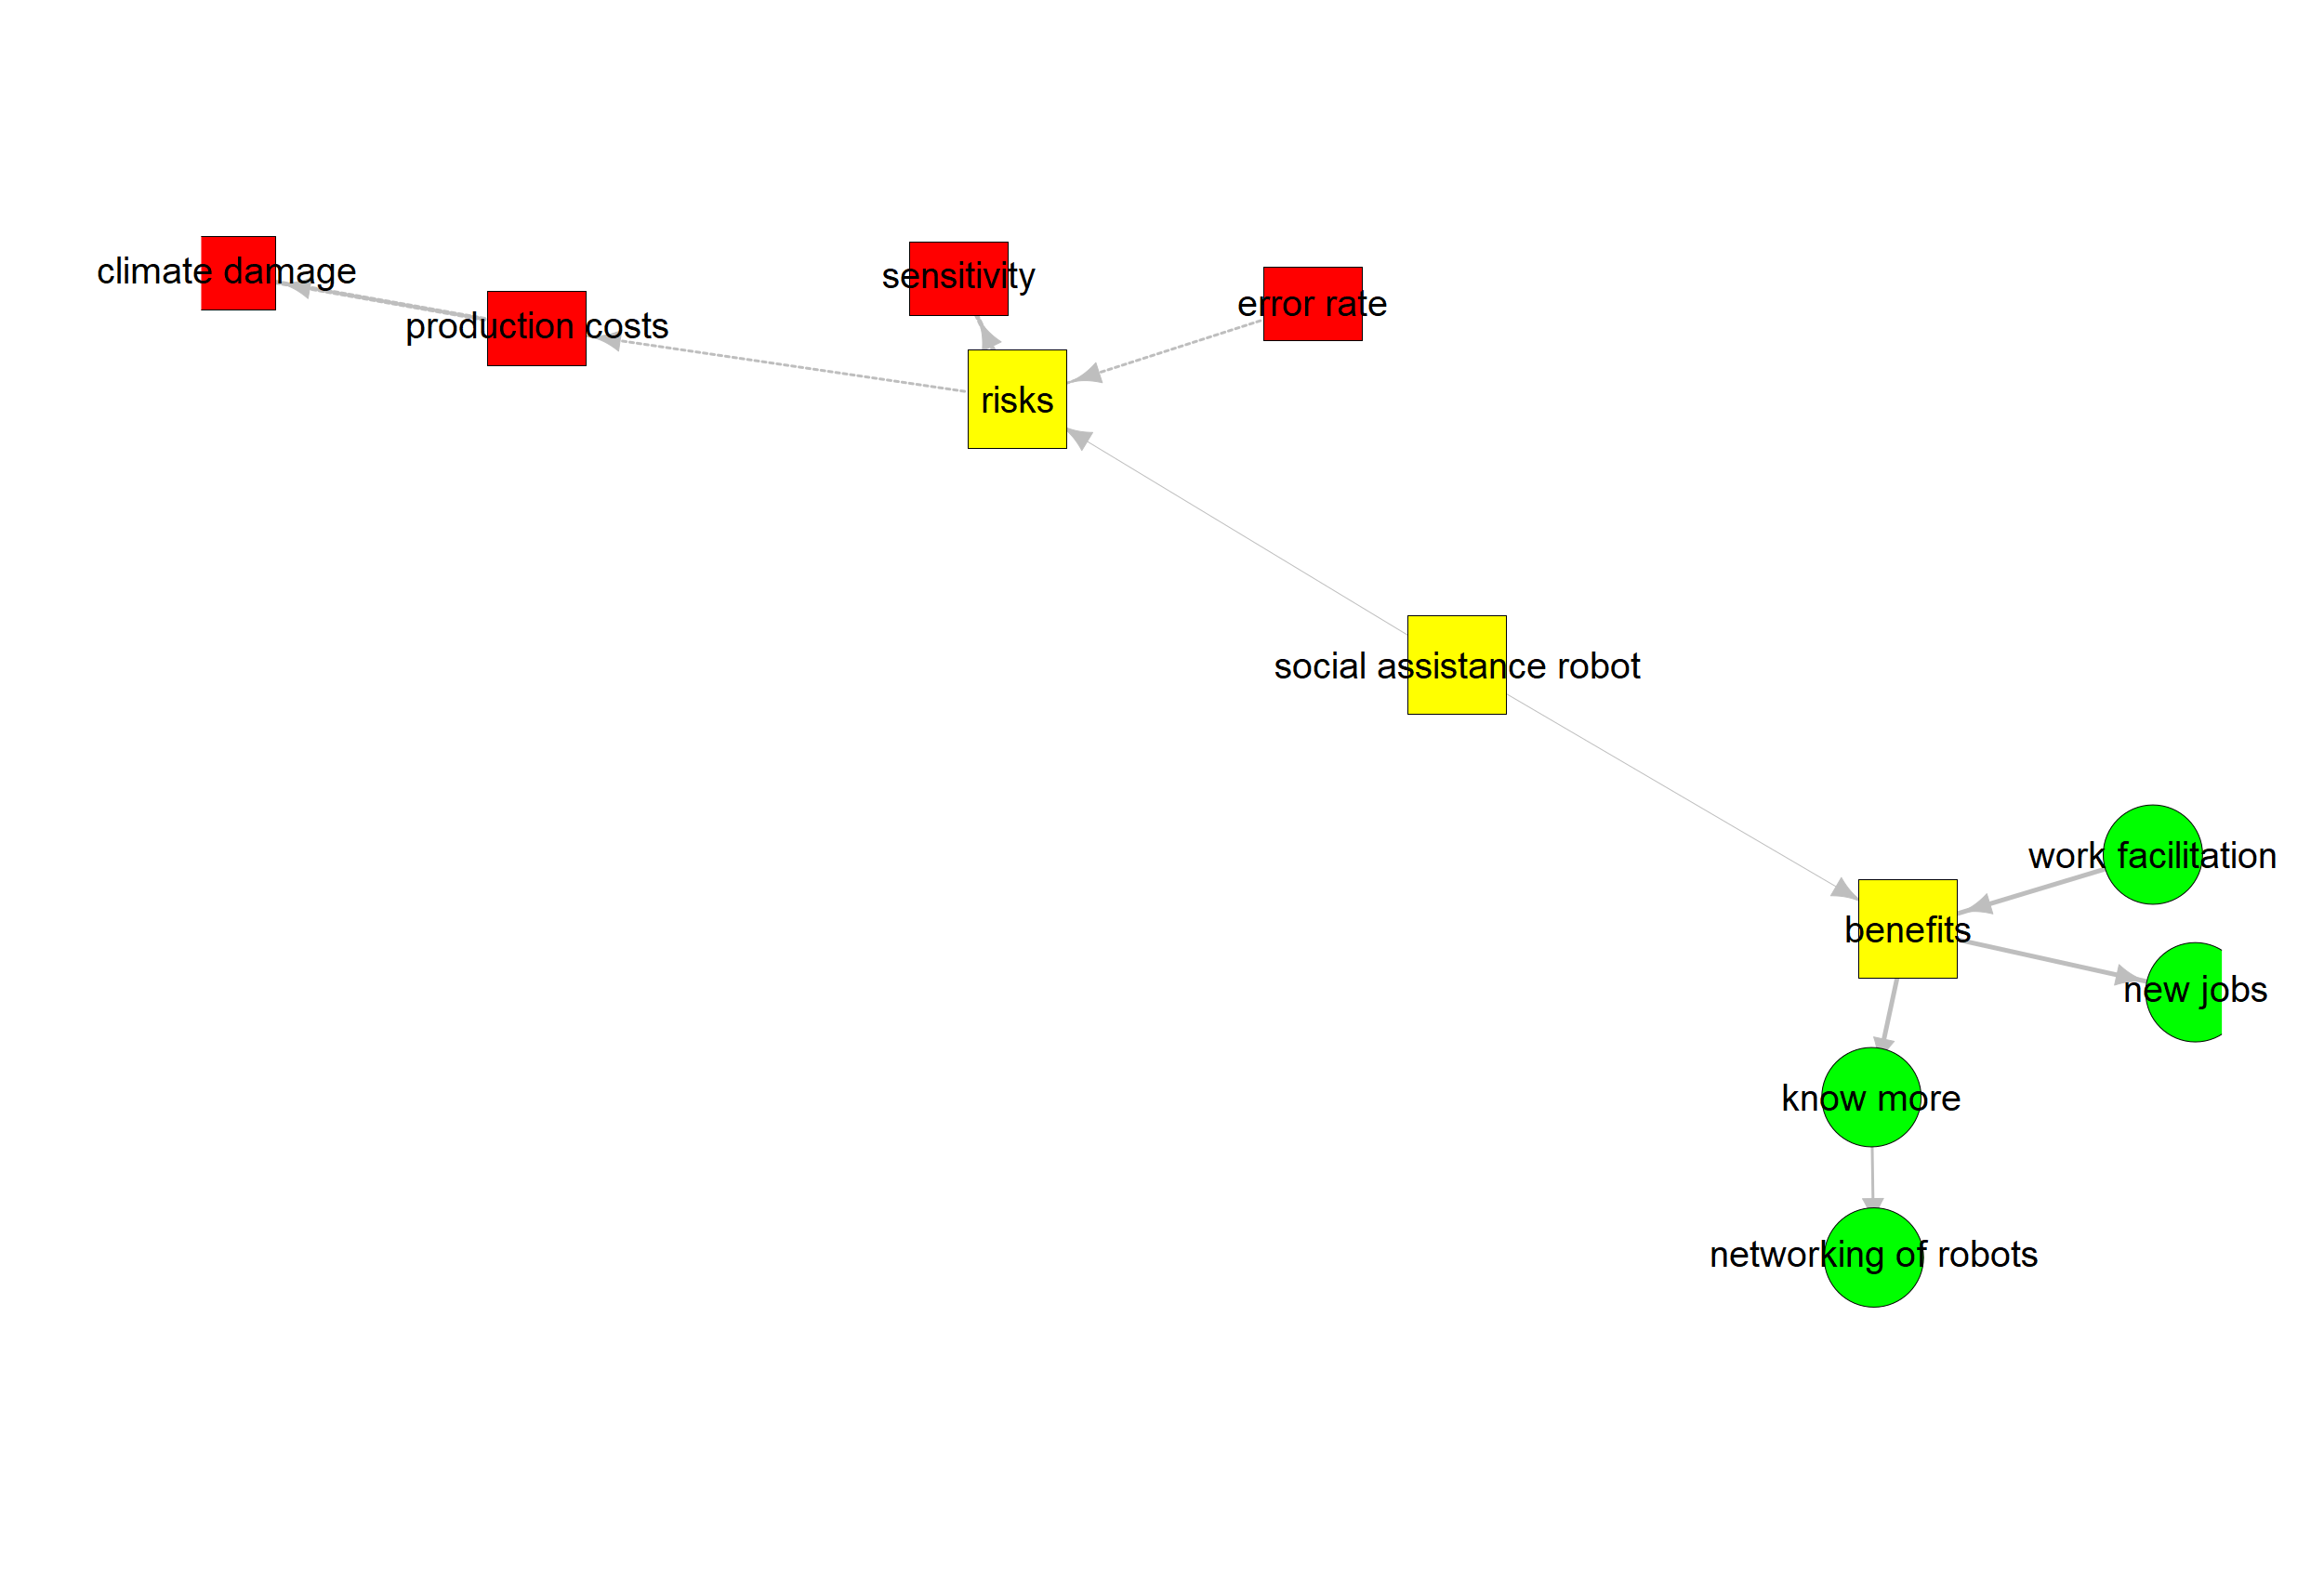 climate damage
sensitivity
error rate
production costs
risks
social assistance robot
work facilitation
benefits
new jobs
know more
networking of robots